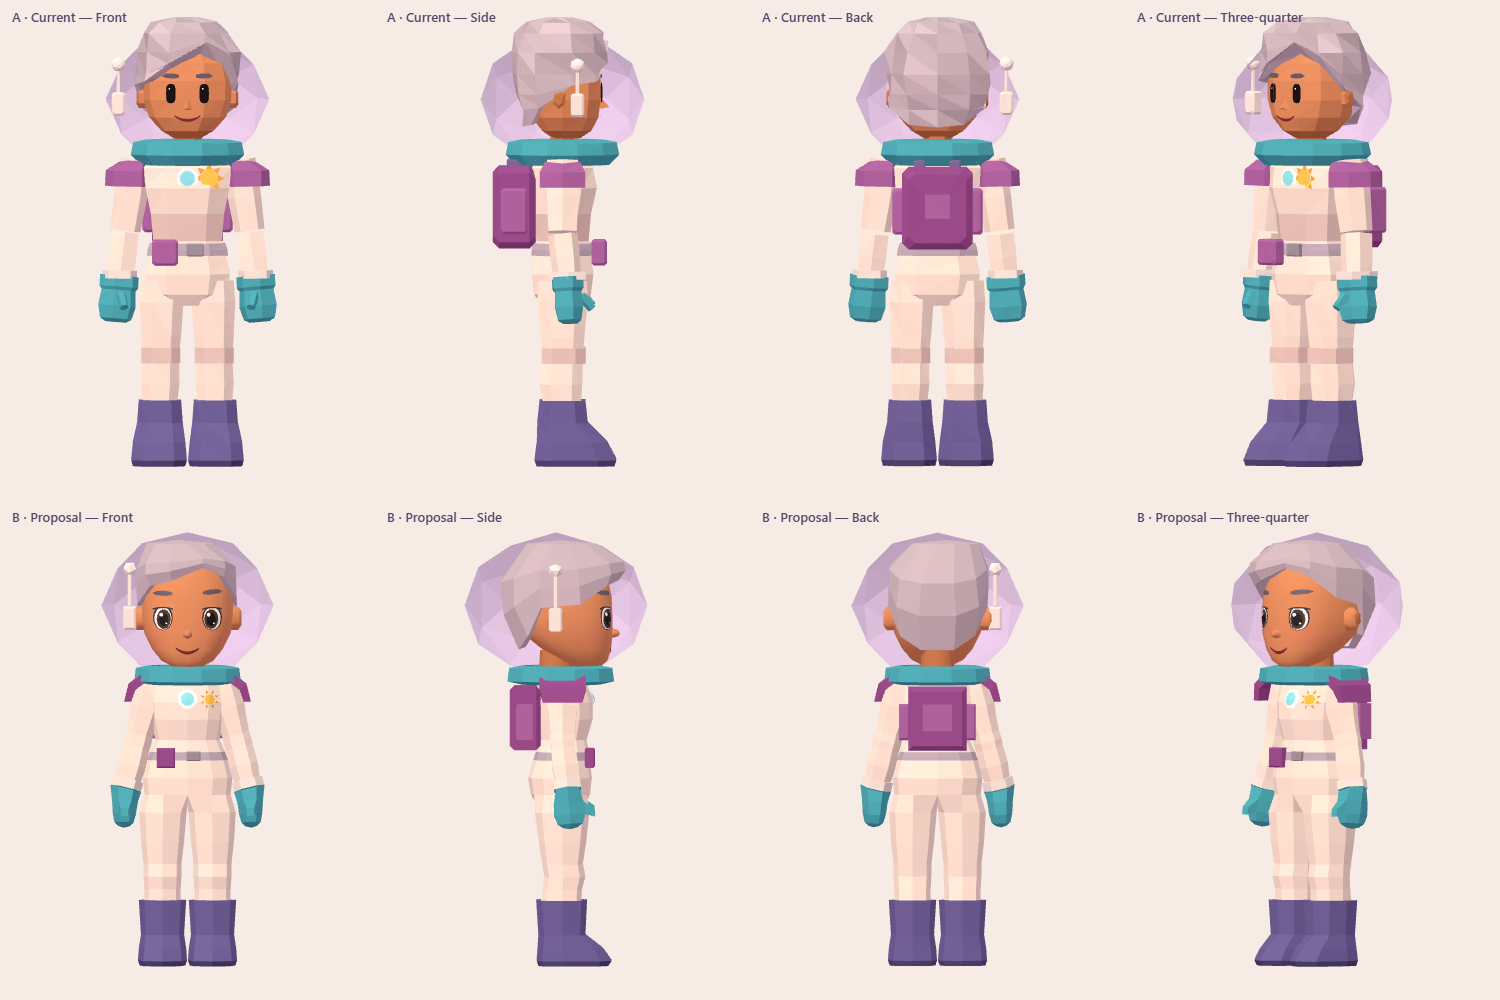 A · Current — Front
A · Current — Side
A · Current — Back
A · Current — Three-quarter
B · Proposal — Front
B · Proposal — Side
B · Proposal — Back
B · Proposal — Three-quarter